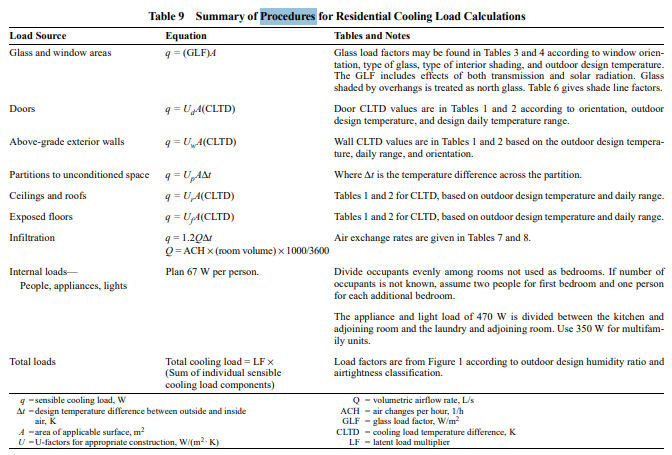 Table 9 Summary of Procedures for Residential Cooling Load Calculations
Load Source Equation Tables and Notes
Glass and window areas q = (GLF)A Glass load factors may be found in Tables 3 and 4 according to window orien-
tation, type of glass, type of interior shading, and outdoor design temperature.
The GLF includes effects of both transmission and solar radiation. Glass
shaded by overhangs is treated as north glass. Table 6 gives shade line factors.
Doors q = U_dA(CLTD) Door CLTD values are in Tables 1 and 2 according to orientation, outdoor
design temperature, and design daily temperature range.
Above-grade exterior walls q = U_wA(CLTD) Wall CLTD values are in Tables 1 and 2 based on the outdoor design tempera-
ture, daily range, and orientation.
Partitions to unconditioned space q = U_pAΔt Where Δt is the temperature difference across the partition.
Ceilings and roofs q = U_rA(CLTD) Tables 1 and 2 for CLTD, based on outdoor design temperature and daily range.
Exposed floors q = U_fA(CLTD) Tables 1 and 2 for CLTD, based on outdoor design temperature and daily range.
Infiltration q = 1.2QΔt Air exchange rates are given in Tables 7 and 8.
Q = ACH × (room volume) × 1000/3600
Internal loads— Plan 67 W per person. Divide occupants evenly among rooms not used as bedrooms. If number of
People, appliances, lights occupants is not known, assume two people for first bedroom and one person
for each additional bedroom.
The appliance and light load of 470 W is divided between the kitchen and
adjoining room and the laundry and adjoining room. Use 350 W for multifam-
ily units.
Total loads Total cooling load = LF × Load factors are from Figure 1 according to outdoor design humidity ratio and
(Sum of individual sensible airtightness classification.
cooling load components)
q = sensible cooling load, W Q = volumetric airflow rate, L/s
Δt = design temperature difference between outside and inside ACH = air changes per hour, 1/h
air, K GLF = glass load factor, W/m²
A = area of applicable surface, m² CLTD = cooling load temperature difference, K
U = U-factors for appropriate construction, W/(m²·K) LF = latent load multiplier